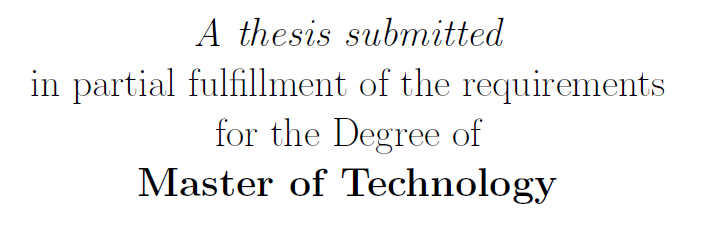 A thesis submitted
in partial fulfillment of the requirements
for the Degree of
Master of Technology